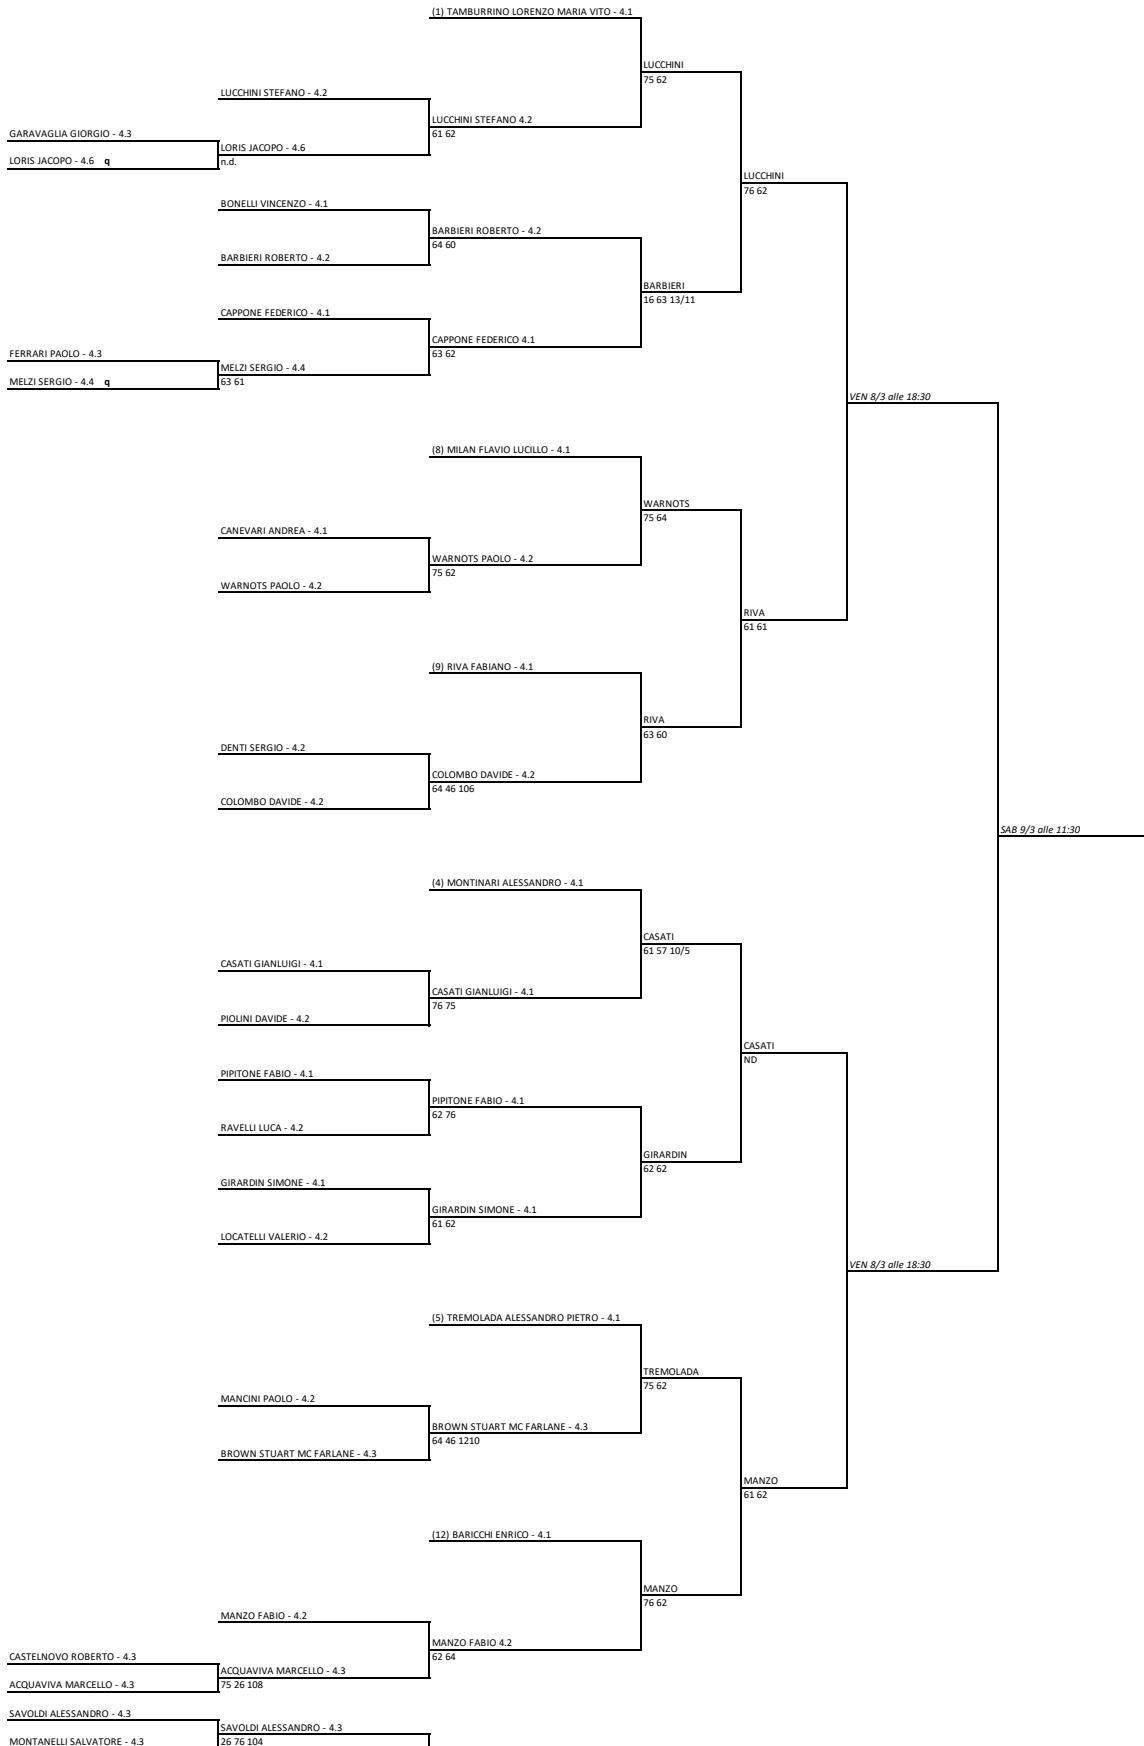 (1) TAMBURRINO LORENZO MARIA VITO - 4.1
LUCCHINI
75 62
LUCCHINI STEFANO - 4.2
LUCCHINI STEFANO 4.2
61 62
GARAVAGLIA GIORGIO - 4.3
LORIS JACOPO - 4.6
n.d.
LORIS JACOPO - 4.6 q
LUCCHINI
76 62
BONELLI VINCENZO - 4.1
BARBIERI ROBERTO - 4.2
64 60
BARBIERI ROBERTO - 4.2
BARBIERI
16 63 13/11
CAPPONE FEDERICO - 4.1
CAPPONE FEDERICO 4.1
63 62
FERRARI PAOLO - 4.3
MELZI SERGIO - 4.4
63 61
MELZI SERGIO - 4.4 q
VEN 8/3 alle 18:30
(8) MILAN FLAVIO LUCILLO - 4.1
WARNOTS
75 64
CANEVARI ANDREA - 4.1
WARNOTS PAOLO - 4.2
75 62
WARNOTS PAOLO - 4.2
RIVA
61 61
(9) RIVA FABIANO - 4.1
RIVA
63 60
DENTI SERGIO - 4.2
COLOMBO DAVIDE - 4.2
64 46 106
COLOMBO DAVIDE - 4.2
SAB 9/3 alle 11:30
(4) MONTINARI ALESSANDRO - 4.1
CASATI
61 57 10/5
CASATI GIANLUIGI - 4.1
CASATI GIANLUIGI - 4.1
76 75
PIOLINI DAVIDE - 4.2
CASATI
ND
PIPITONE FABIO - 4.1
PIPITONE FABIO - 4.1
62 76
RAVELLI LUCA - 4.2
GIRARDIN
62 62
GIRARDIN SIMONE - 4.1
GIRARDIN SIMONE - 4.1
61 62
LOCATELLI VALERIO - 4.2
VEN 8/3 alle 18:30
(5) TREMOLADA ALESSANDRO PIETRO - 4.1
TREMOLADA
75 62
MANCINI PAOLO - 4.2
BROWN STUART MC FARLANE - 4.3
64 46 1210
BROWN STUART MC FARLANE - 4.3
MANZO
61 62
(12) BARICCHI ENRICO - 4.1
MANZO
76 62
MANZO FABIO - 4.2
MANZO FABIO 4.2
62 64
CASTELNOVO ROBERTO - 4.3
ACQUAVIVA MARCELLO - 4.3
75 26 108
ACQUAVIVA MARCELLO - 4.3
SAVOLDI ALESSANDRO - 4.3
SAVOLDI ALESSANDRO - 4.3
26 76 104
MONTANELLI SALVATORE - 4.3